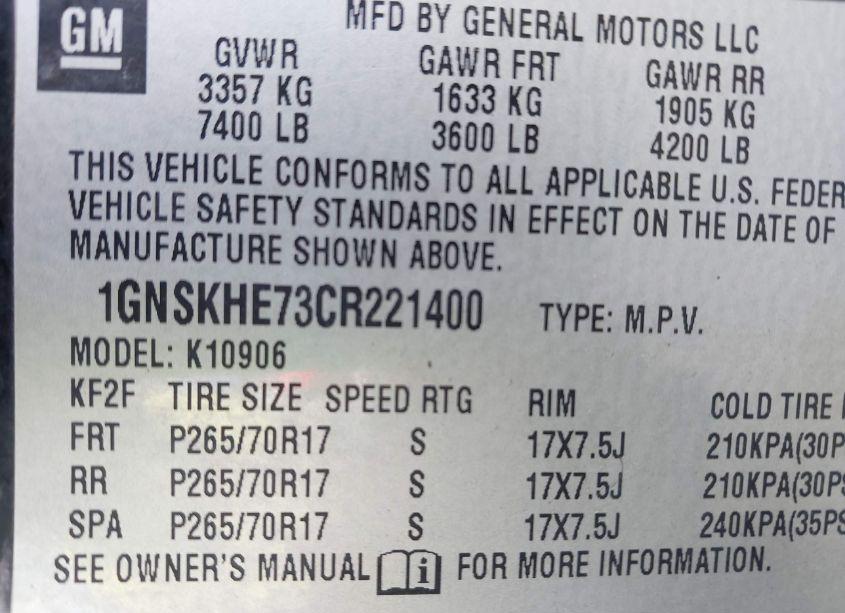 GM
MFD BY GENERAL MOTORS LLC
GVWR GAWR FRT GAWR RR
3357 KG 1633 KG 1905 KG
7400 LB 3600 LB 4200 LB
THIS VEHICLE CONFORMS TO ALL APPLICABLE U.S. FEDER
VEHICLE SAFETY STANDARDS IN EFFECT ON THE DATE OF
MANUFACTURE SHOWN ABOVE.
1GNSKHE73CR221400 TYPE: M.P.V.
MODEL: K10906
KF2F TIRE SIZE SPEED RTG RIM COLD TIRE
FRT P265/70R17 S 17X7.5J 210KPA(30P
RR P265/70R17 S 17X7.5J 210KPA(30PS
SPA P265/70R17 S 17X7.5J 240KPA(35PS
SEE OWNER'S MANUAL i FOR MORE INFORMATION.